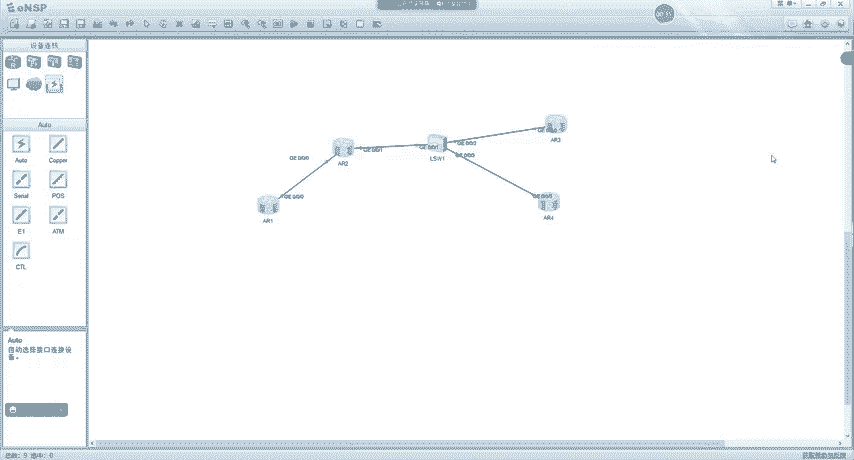 eNSP
设备连线
Auto
Auto
Copper
Serial
POS
E1
ATM
CTL
Auto
自动选择接口连接设
备。
AR1
AR2
LSW1
AR3
AR4
GE 0/0/0
GE 0/0/0
GE 0/0/1
GE 0/0/1
GE 0/0/2
GE 0/0/3
GE 0/0/0
GE 0/0/0
总数: 9 选中: 0
获取帮助与反馈